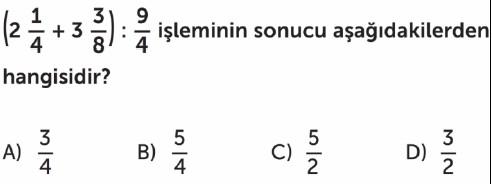 (2 1/4 + 3 3/8) : 9/4 işleminin sonucu aşağıdakilerden
hangisidir?
A) 3/4 B) 5/4 C) 5/2 D) 3/2